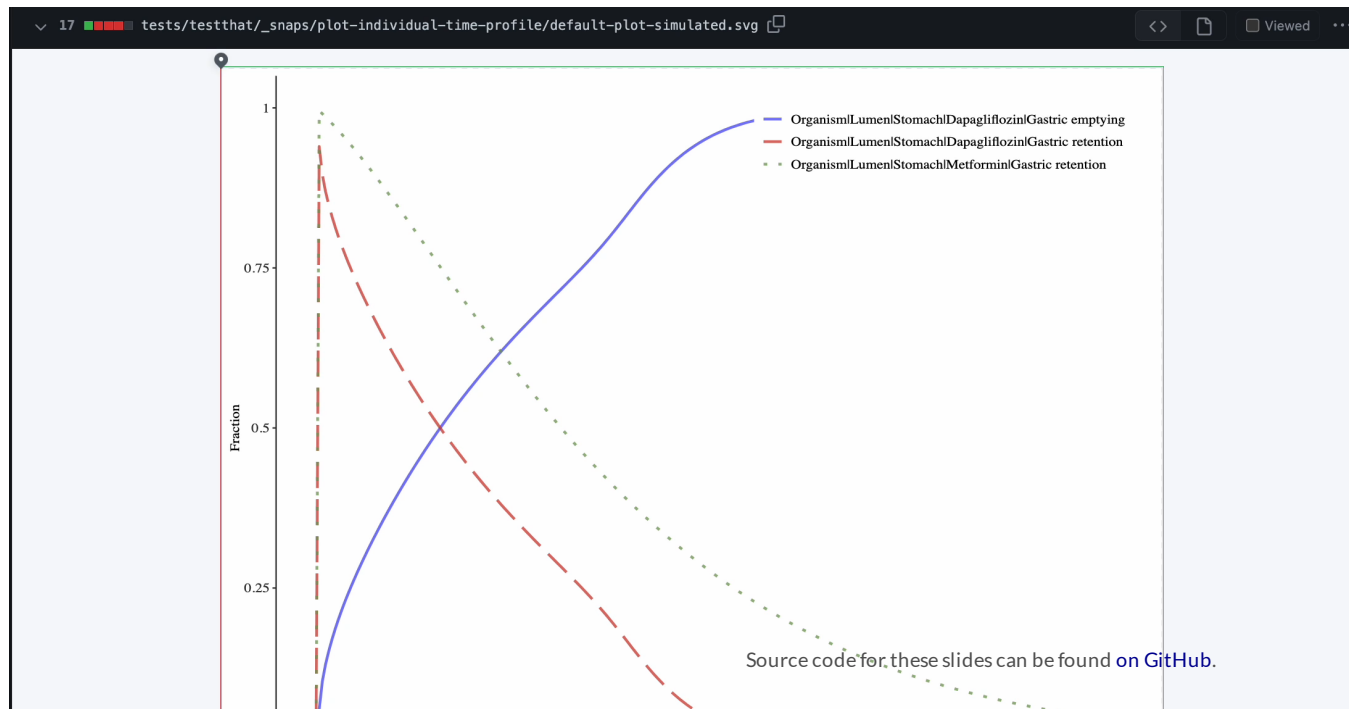 17 tests/testthat/_snaps/plot-individual-time-profile/default-plot-simulated.svg
Viewed
1
Organism|Lumen|Stomach|Dapagliflozin|Gastric emptying
Organism|Lumen|Stomach|Dapagliflozin|Gastric retention
Organism|Lumen|Stomach|Metformin|Gastric retention
0.75
Fraction
0.5
0.25
Source code for these slides can be found on GitHub.